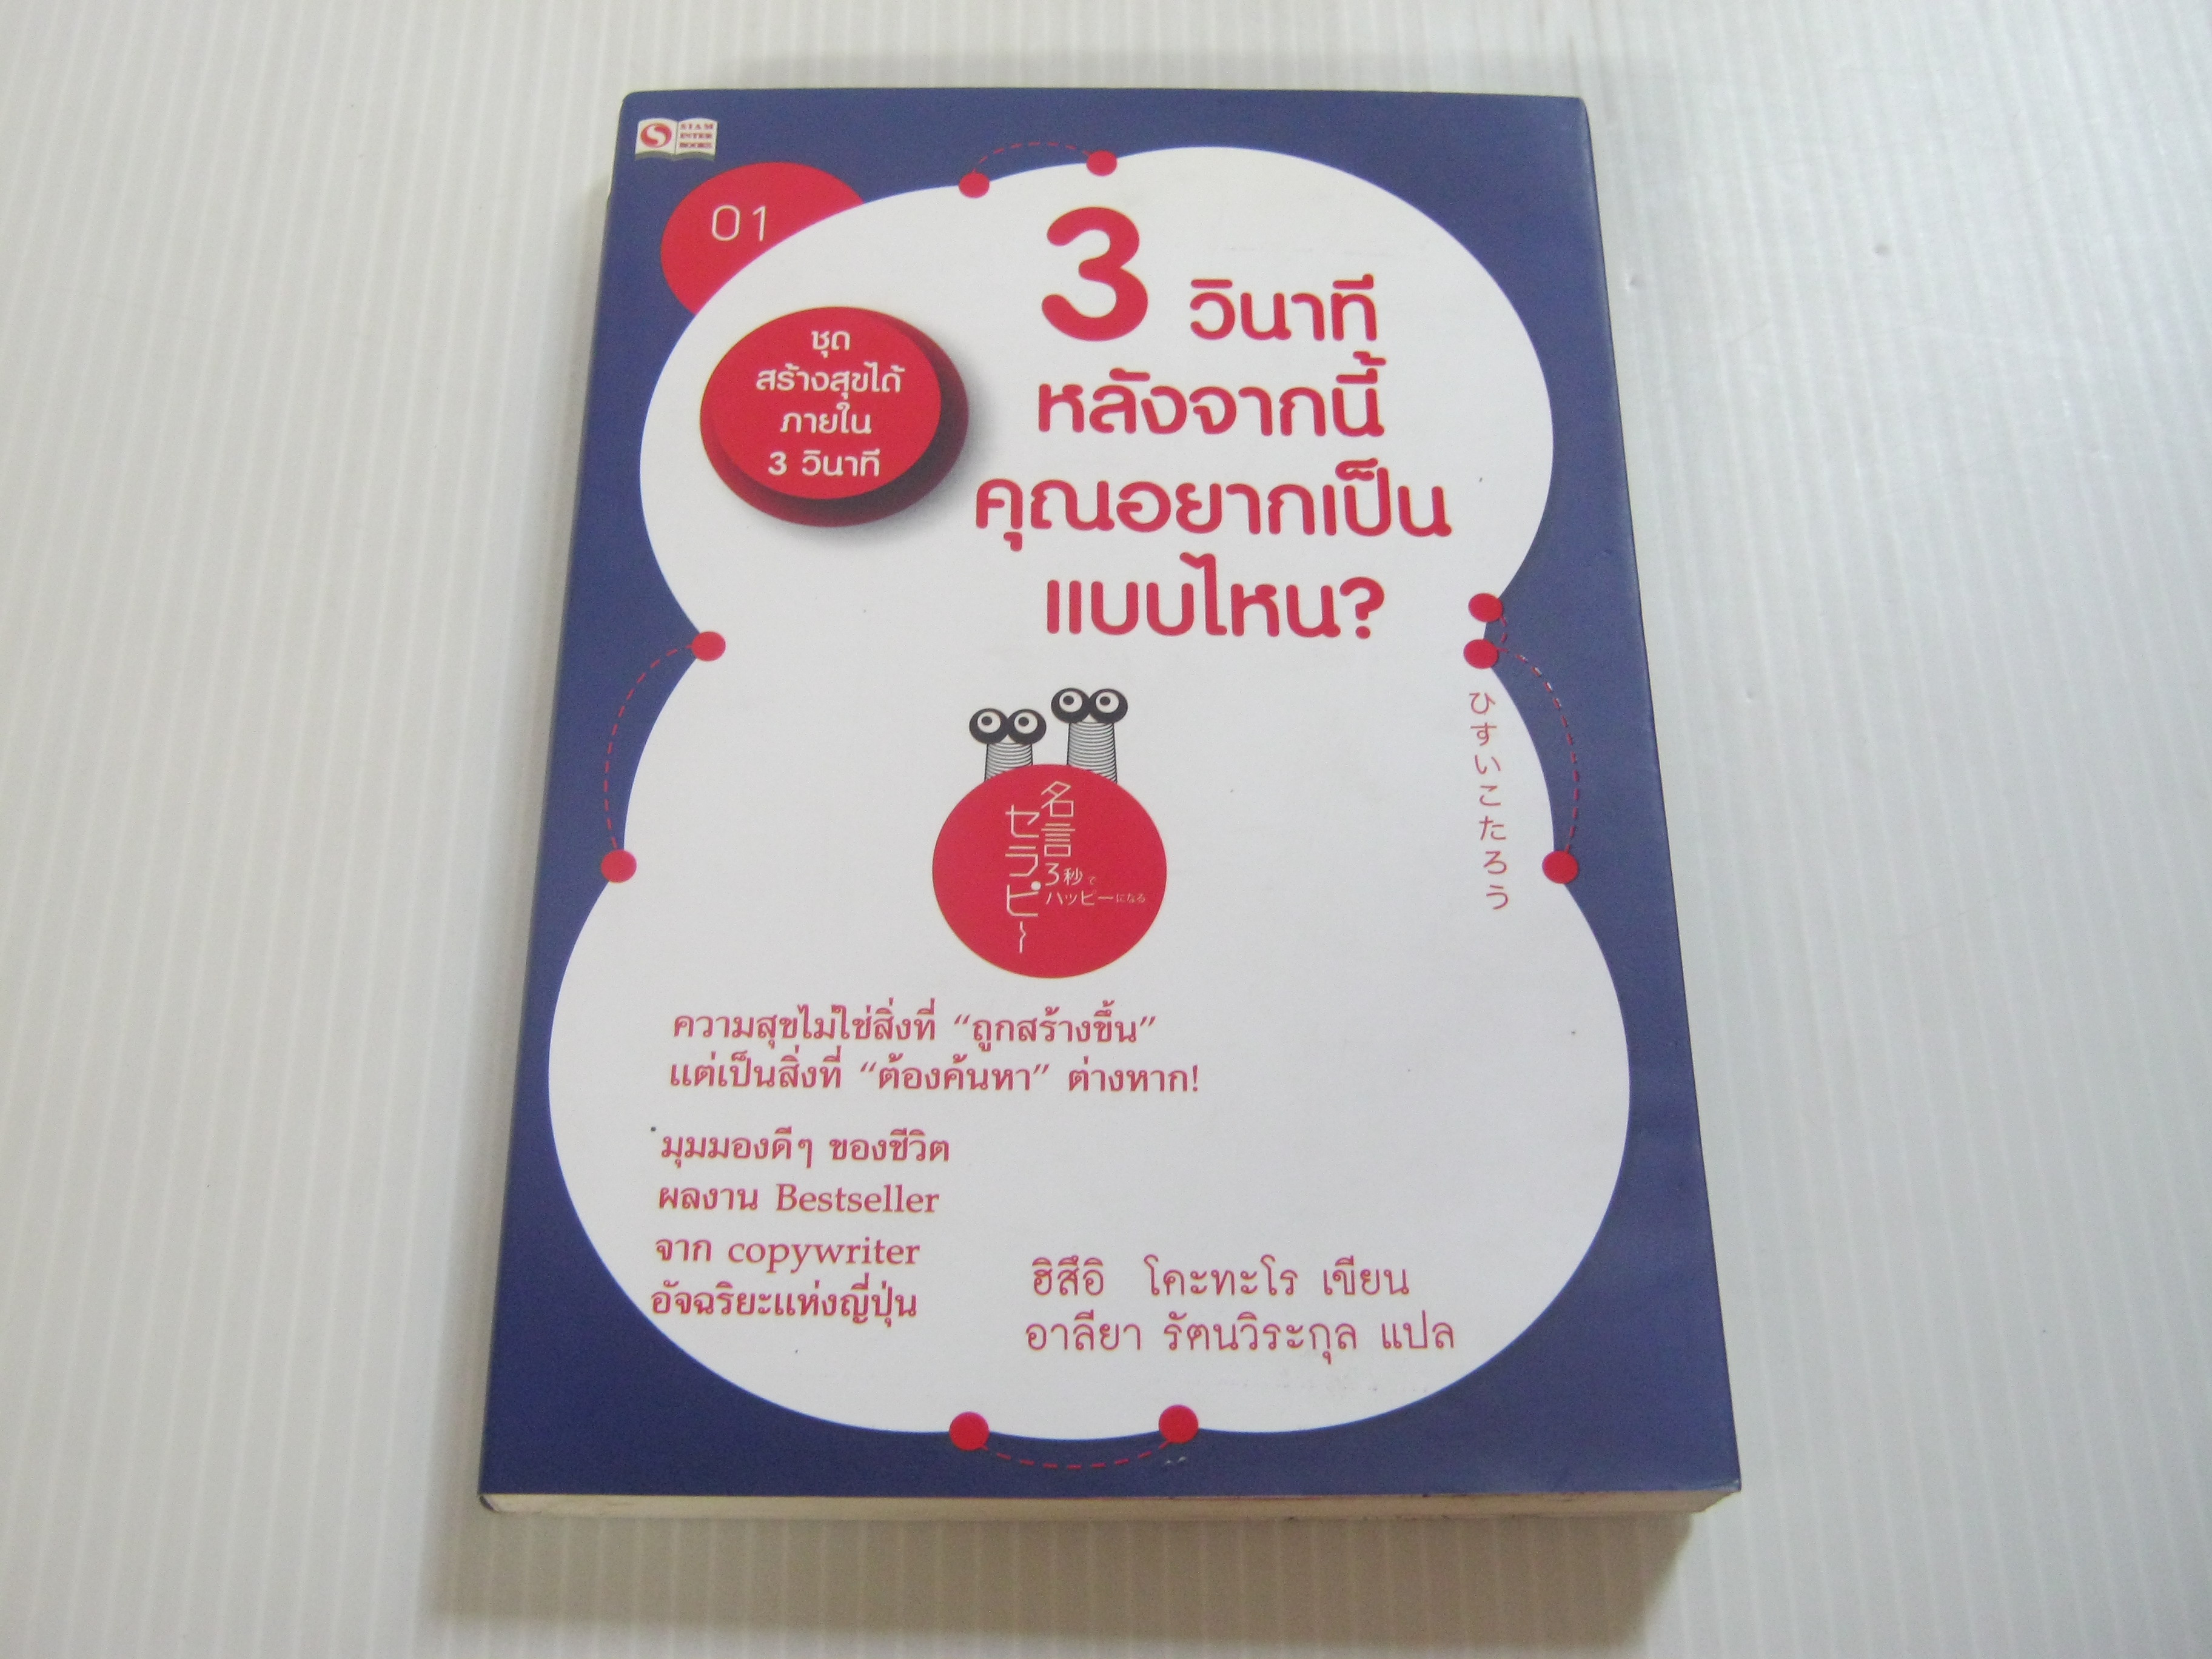 SIAM
INTER
BOOKS
01
ชุด
สร้างสุขได้
ภายใน
3 วินาที
3 วินาที
หลังจากนี้
คุณอยากเป็น
แบบไหน?
ひすいこたろう
名言
セラピ～
3秒で
ハッピーになる
ความสุขไม่ใช่สิ่งที่ “ถูกสร้างขึ้น”
แต่เป็นสิ่งที่ “ต้องค้นหา” ต่างหาก!
มุมมองดีๆ ของชีวิต
ผลงาน Bestseller
จาก copywriter
อัจฉริยะแห่งญี่ปุ่น
ฮิสึอิ โคะทะโร เขียน
อาลียา รัตนวิระกุล แปล